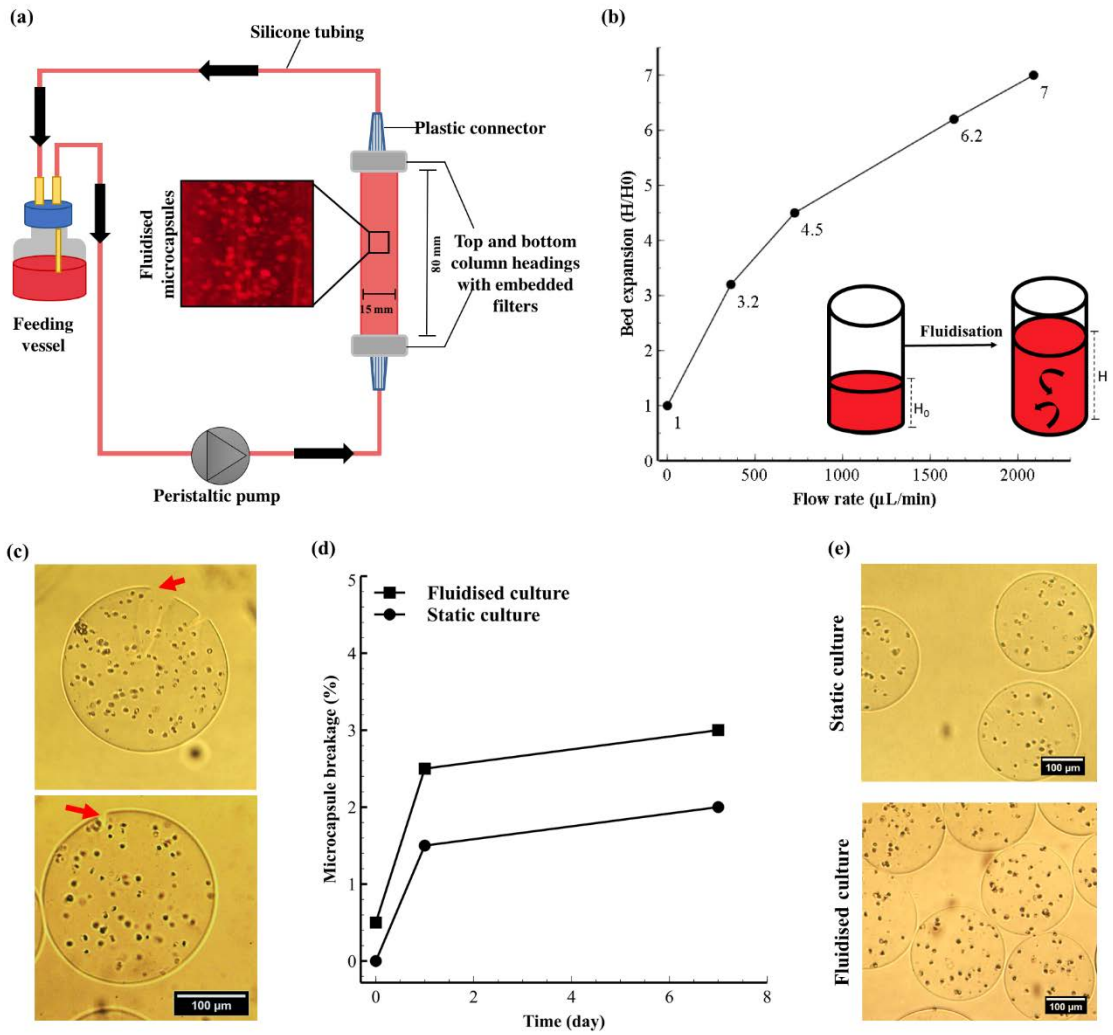 (a)
Silicone tubing
Plastic connector
Fluidised
microcapsules
80 mm
15 mm
Top and bottom
column headings
with embedded
filters
Feeding
vessel
Peristaltic pump
(b)
Bed expansion (H/H0)
7
6
5
4
3
2
1
0
1
3.2
4.5
6.2
7
Fluidisation
H0
H
0
500
1000
1500
2000
Flow rate (µL/min)
(c)
100 µm
(d)
Fluidised culture
Static culture
Microcapsule breakage (%)
5
4
3
2
1
0
0
2
4
6
8
Time (day)
(e)
Static culture
100 µm
Fluidised culture
100 µm